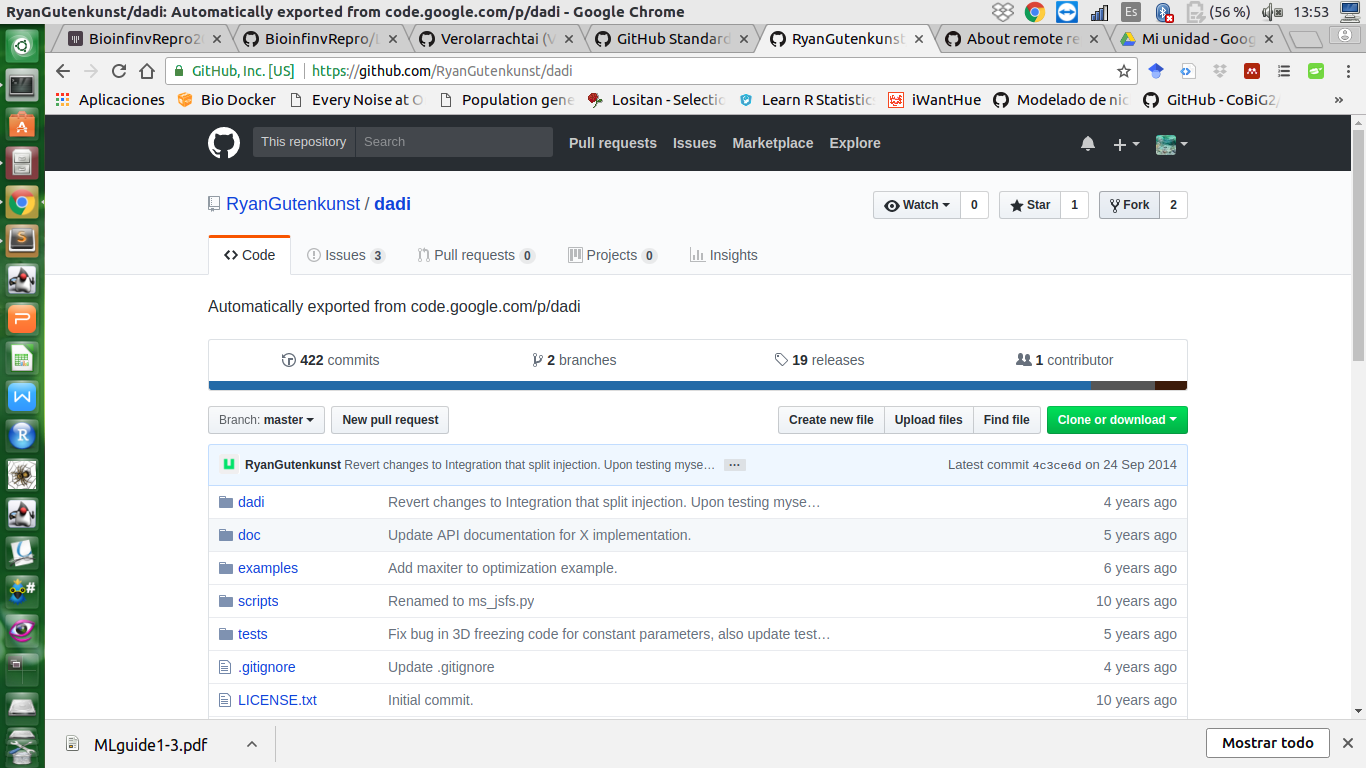 RyanGutenkunst/dadi: Automatically exported from code.google.com/p/dadi - Google Chrome Es (56 %) 13:53
BioinfinvRepro20 BioinfinvRepro/ Verolarrachtai (V GitHub Standard RyanGutenkunst About remote re Mi unidad - Goog
GitHub, Inc. [US] https://github.com/RyanGutenkunst/dadi
Aplicaciones Bio Docker Every Noise at O Population gene Lositan - Selectio Learn R Statistics iWantHue Modelado de nic GitHub - CoBiG2/ »
This repository Search Pull requests Issues Marketplace Explore
RyanGutenkunst / dadi Watch 0 Star 1 Fork 2
Code Issues 3 Pull requests 0 Projects 0 Insights
Automatically exported from code.google.com/p/dadi
422 commits 2 branches 19 releases 1 contributor
Branch: master New pull request Create new file Upload files Find file Clone or download
RyanGutenkunst Revert changes to Integration that split injection. Upon testing myse… … Latest commit 4c3ce6d on 24 Sep 2014
dadi Revert changes to Integration that split injection. Upon testing myse… 4 years ago
doc Update API documentation for X implementation. 5 years ago
examples Add maxiter to optimization example. 6 years ago
scripts Renamed to ms_jsfs.py 10 years ago
tests Fix bug in 3D freezing code for constant parameters, also update test… 5 years ago
.gitignore Update .gitignore 4 years ago
LICENSE.txt Initial commit. 10 years ago
MLguide1-3.pdf Mostrar todo